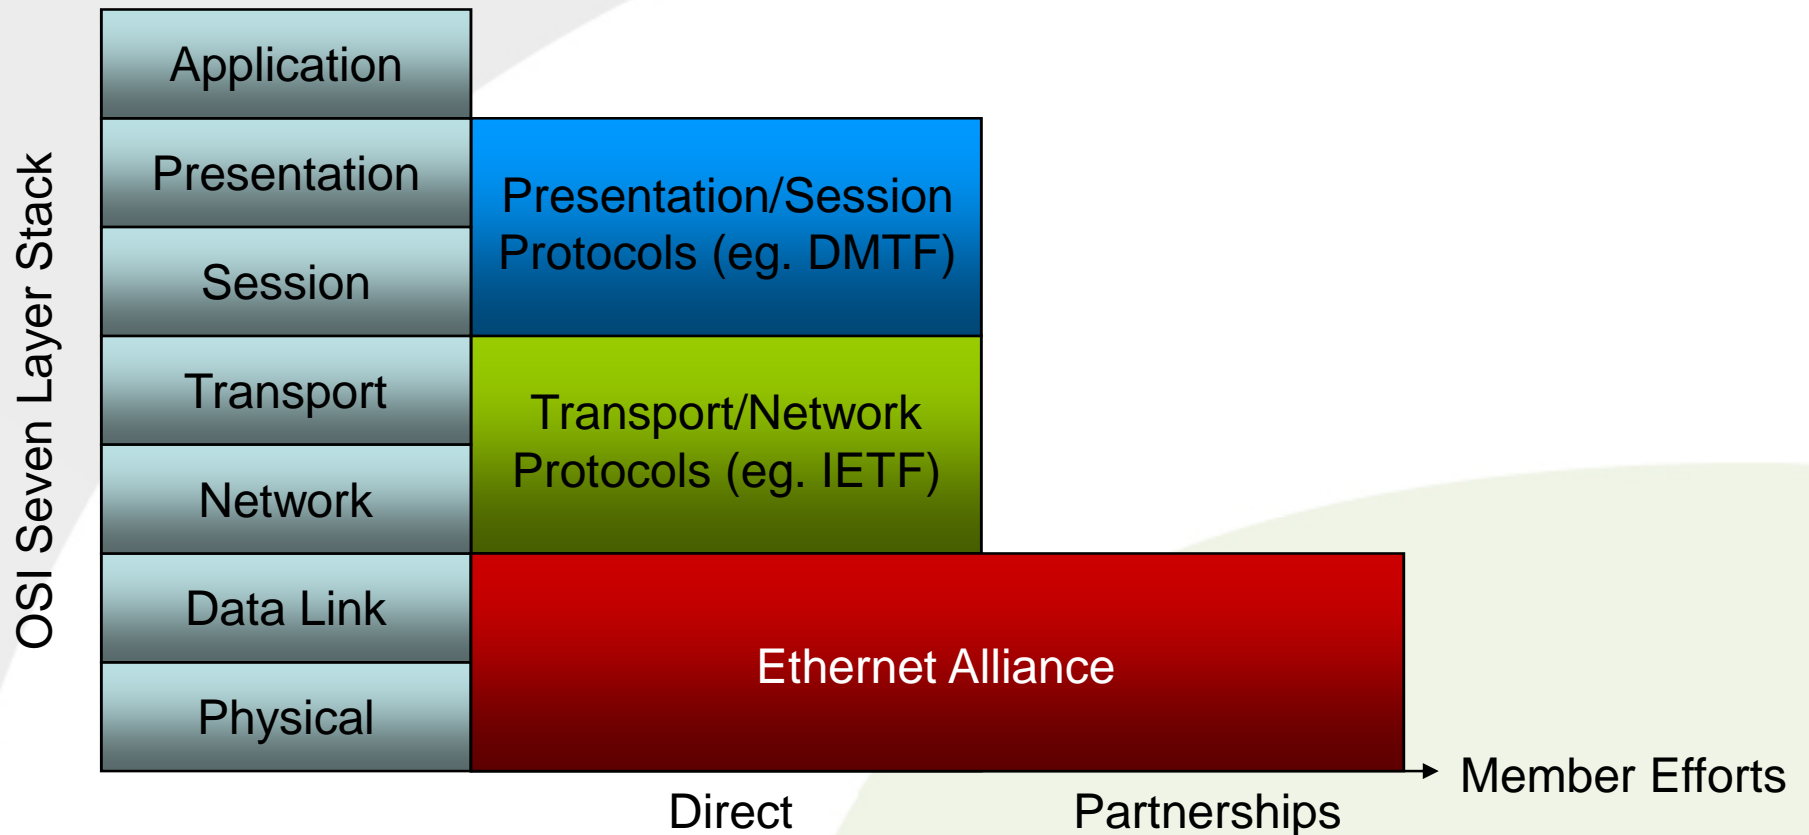 OSI Seven Layer Stack
Application
Presentation
Session
Transport
Network
Data Link
Physical
Presentation/Session
Protocols (eg. DMTF)
Transport/Network
Protocols (eg. IETF)
Ethernet Alliance
Member Efforts
Direct
Partnerships